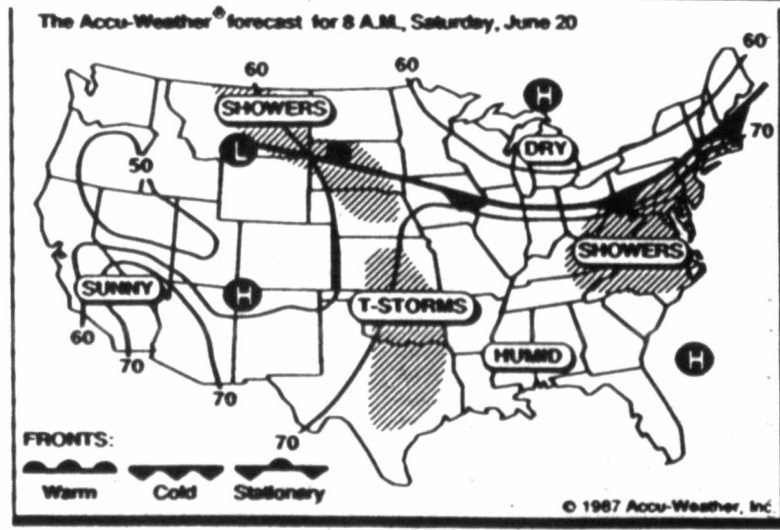 The Accu-Weather® forecast for 8 A.M., Saturday, June 20
60
60
60
SHOWERS
H
70
L
DRY
50
SHOWERS
SUNNY
H
T-STORMS
60
HUMID
H
70
70
70
FRONTS:
Warm
Cold
Stationary
© 1987 Accu-Weather, Inc.